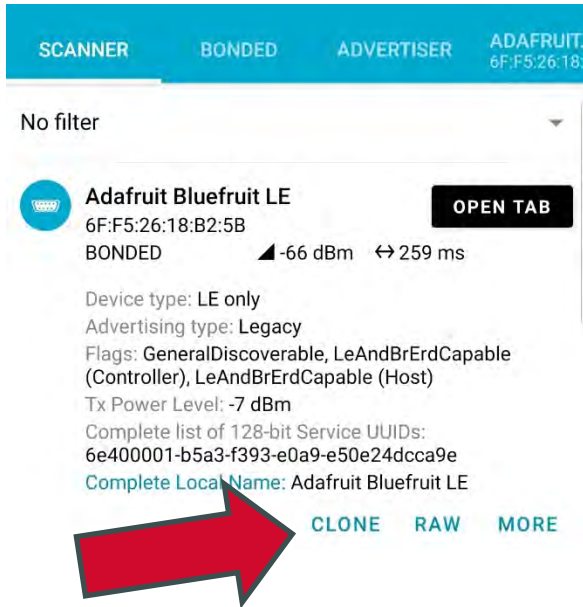 SCANNER BONDED ADVERTISER ADAFRUIT
6F:F5:26:18:
No filter
Adafruit Bluefruit LE
OPEN TAB
6F:F5:26:18:B2:5B
BONDED -66 dBm 259 ms
Device type: LE only
Advertising type: Legacy
Flags: GeneralDiscoverable, LeAndBrErdCapable
(Controller), LeAndBrErdCapable (Host)
Tx Power Level: -7 dBm
Complete list of 128-bit Service UUIDs:
6e400001-b5a3-f393-e0a9-e50e24dcca9e
Complete Local Name: Adafruit Bluefruit LE
CLONE RAW MORE